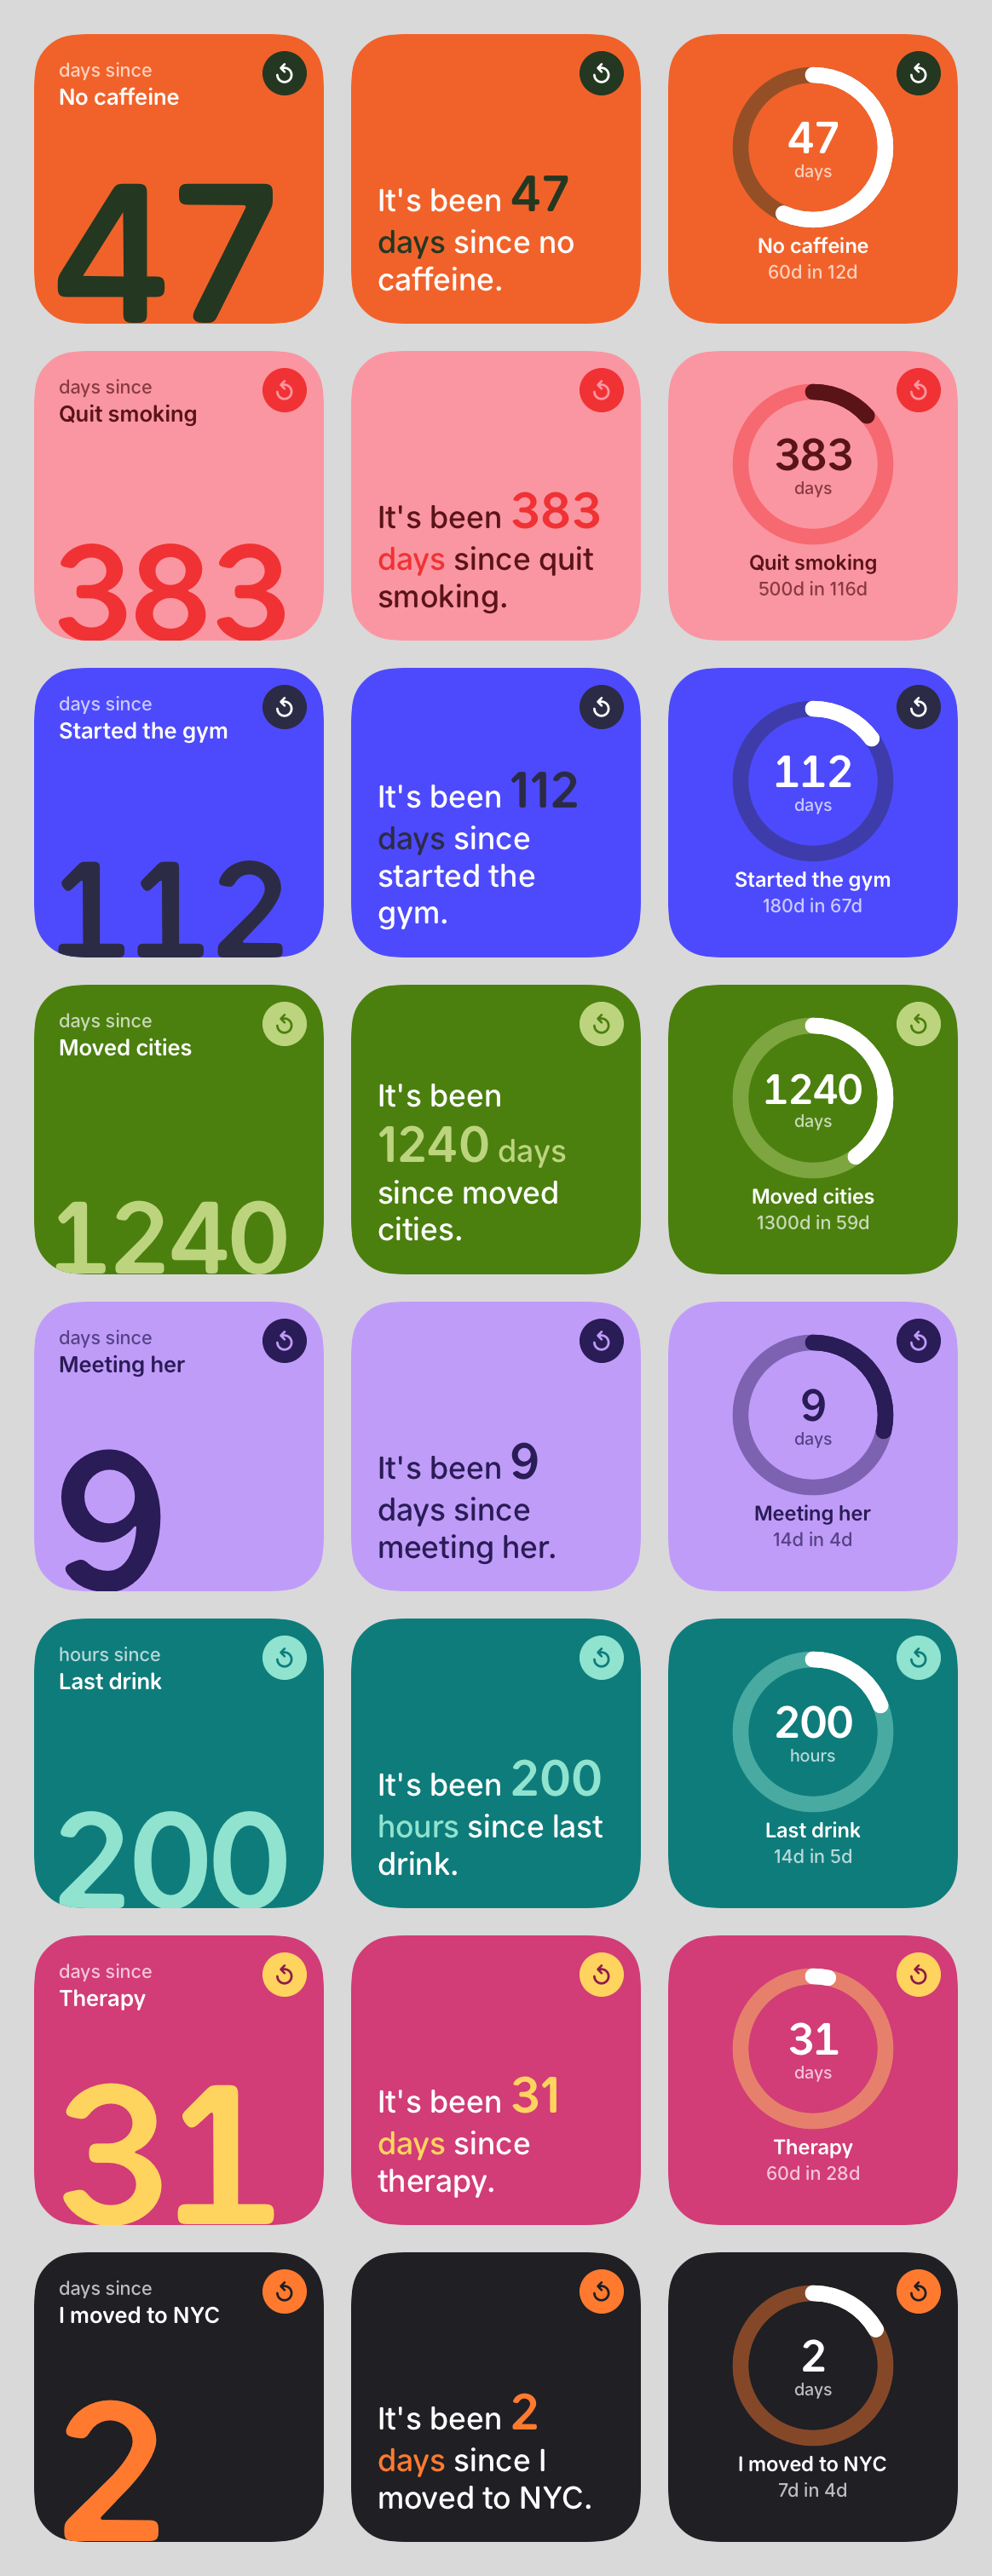 days since
No caffeine
47
It's been 47
days since no
caffeine.
47
days
No caffeine
60d in 12d
days since
Quit smoking
383
It's been 383
days since quit
smoking.
383
days
Quit smoking
500d in 116d
days since
Started the gym
112
It's been 112
days since
started the
gym.
112
days
Started the gym
180d in 67d
days since
Moved cities
1240
It's been
1240 days
since moved
cities.
1240
days
Moved cities
1300d in 59d
days since
Meeting her
9
It's been 9
days since
meeting her.
9
days
Meeting her
14d in 4d
hours since
Last drink
200
It's been 200
hours since last
drink.
200
hours
Last drink
14d in 5d
days since
Therapy
31
It's been 31
days since
therapy.
31
days
Therapy
60d in 28d
days since
I moved to NYC
2
It's been 2
days since I
moved to NYC.
2
days
I moved to NYC
7d in 4d